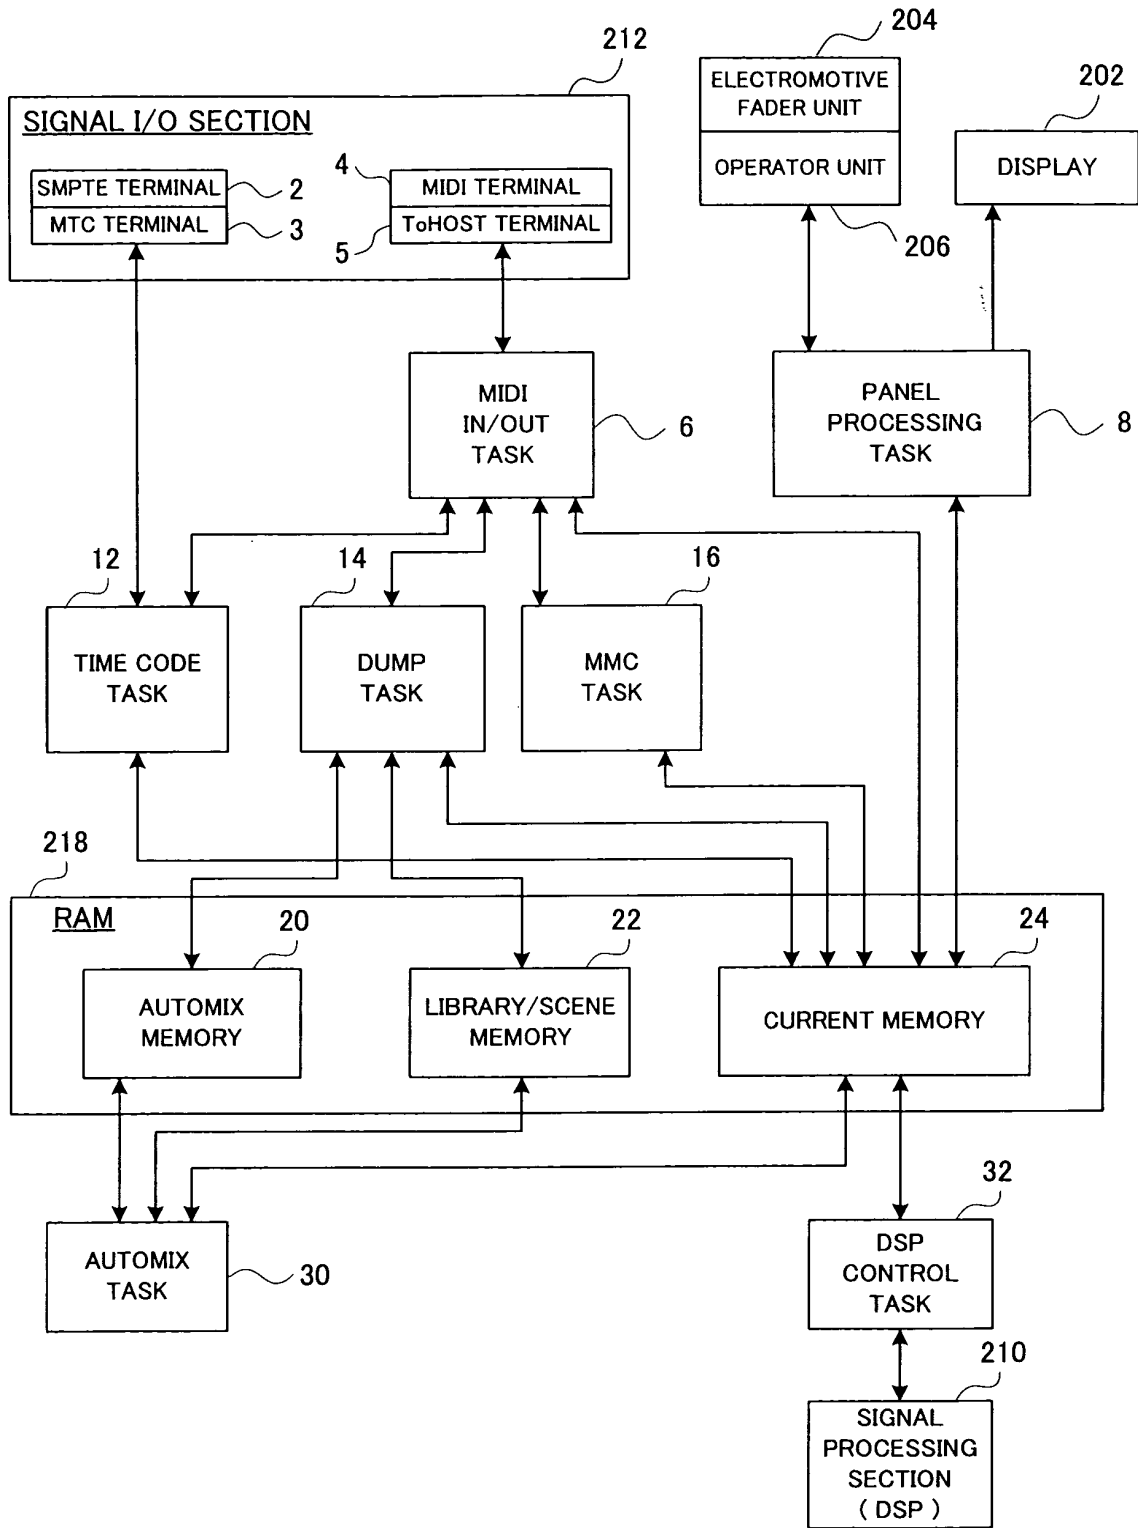 212
SIGNAL I/O SECTION
SMPTE TERMINAL
2
MTC TERMINAL
3
4
MIDI TERMINAL
ToHOST TERMINAL
5
204
ELECTROMOTIVE
FADER UNIT
OPERATOR UNIT
206
202
DISPLAY
MIDI
IN/OUT
TASK
6
PANEL
PROCESSING
TASK
8
12
TIME CODE
TASK
14
DUMP
TASK
16
MMC
TASK
218
RAM
20
AUTOMIX
MEMORY
22
LIBRARY/SCENE
MEMORY
24
CURRENT MEMORY
AUTOMIX
TASK
30
32
DSP
CONTROL
TASK
210
SIGNAL
PROCESSING
SECTION
( DSP )